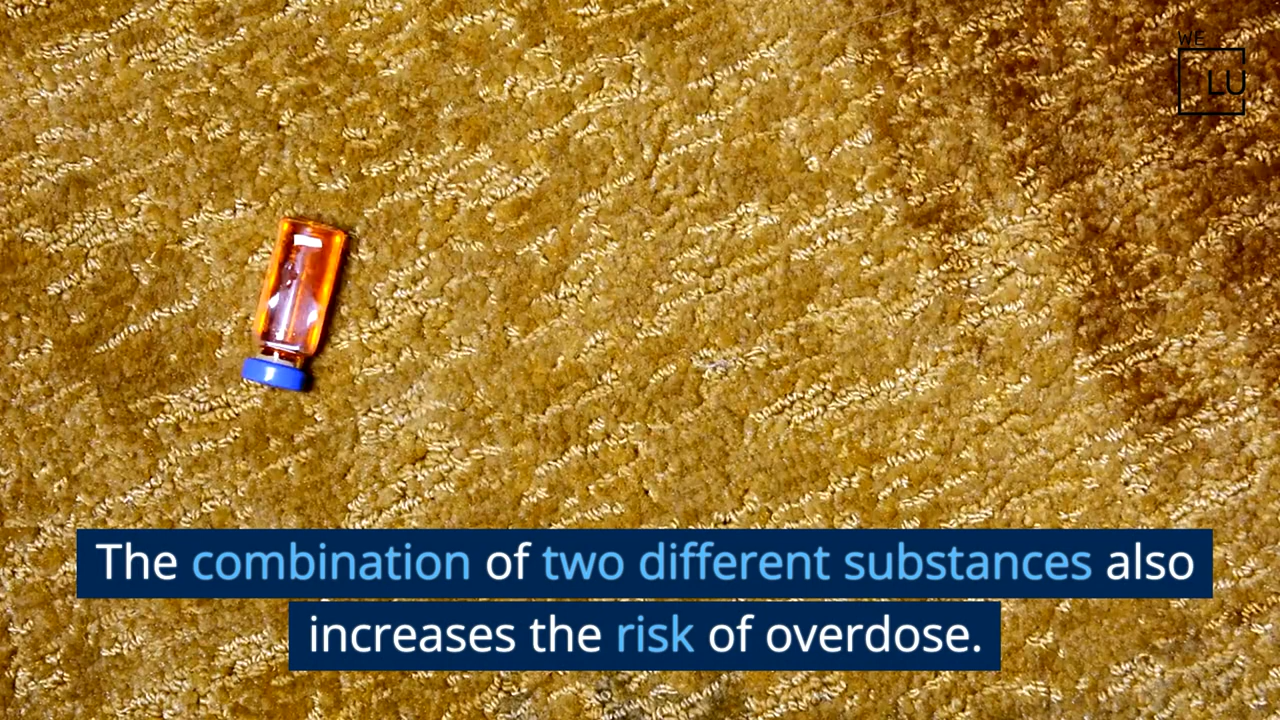 WE
LU
The combination of two different substances also
increases the risk of overdose.